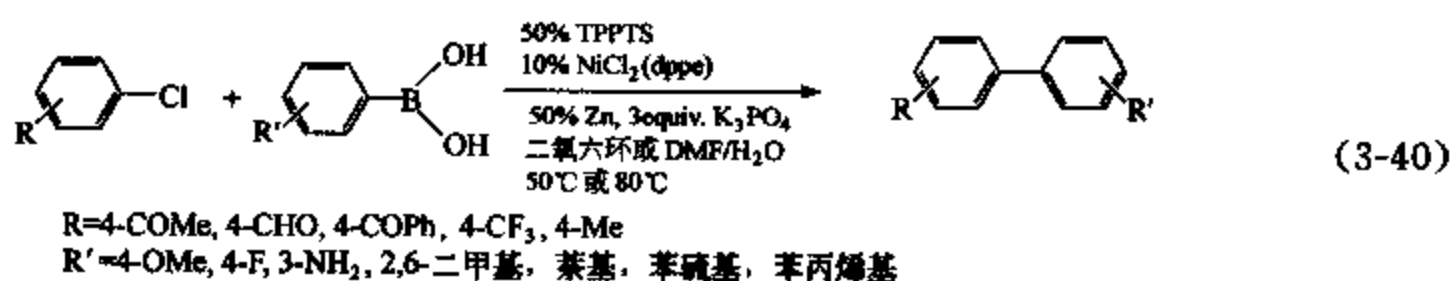 50% TPPTS
10% NiCl₂(dppe)
R Cl + R' B OH OH R R'
50% Zn, 3equiv. K₃PO₄
二氧六环或 DMF/H₂O
50℃ 或 80℃
(3-40)
R=4-COMe, 4-CHO, 4-COPh, 4-CF₃, 4-Me
R'=4-OMe, 4-F, 3-NH₂, 2,6-二甲基, 萘基, 苯硫基, 苯丙烯基